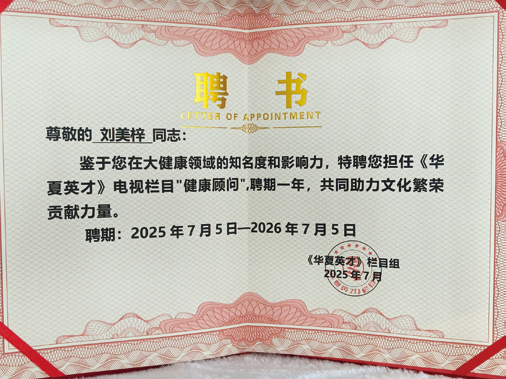 聘 书
LETTER OF APPOINTMENT
尊敬的 刘美梓 同志：
鉴于您在大健康领域的知名度和影响力，特聘您担任《华
夏英才》电视栏目"健康顾问",聘期一年，共同助力文化繁荣
贡献力量。
聘期：2025年7月5日—2026年7月5日
《华夏英才》栏目组
2025年7月